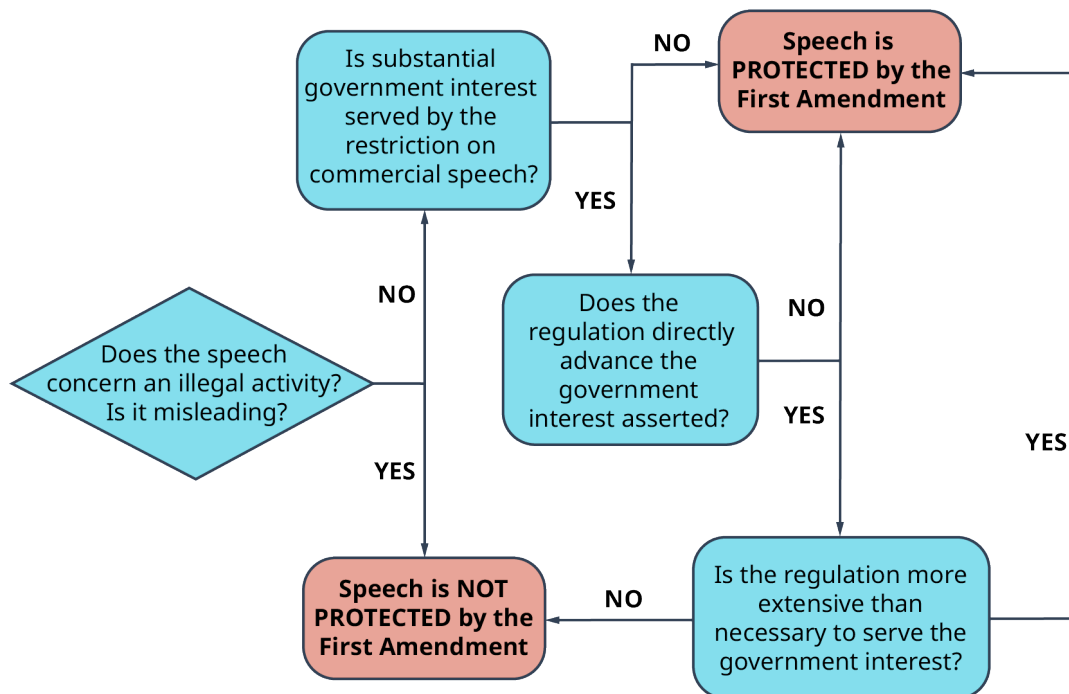 Is substantial
government interest
served by the
restriction on
commercial speech?
NO
Speech is
PROTECTED by the
First Amendment
YES
NO
Does the speech
concern an illegal activity?
Is it misleading?
YES
Does the
regulation directly
advance the
government
interest asserted?
NO
YES
YES
Speech is NOT
PROTECTED by the
First Amendment
NO
Is the regulation more
extensive than
necessary to serve the
government interest?